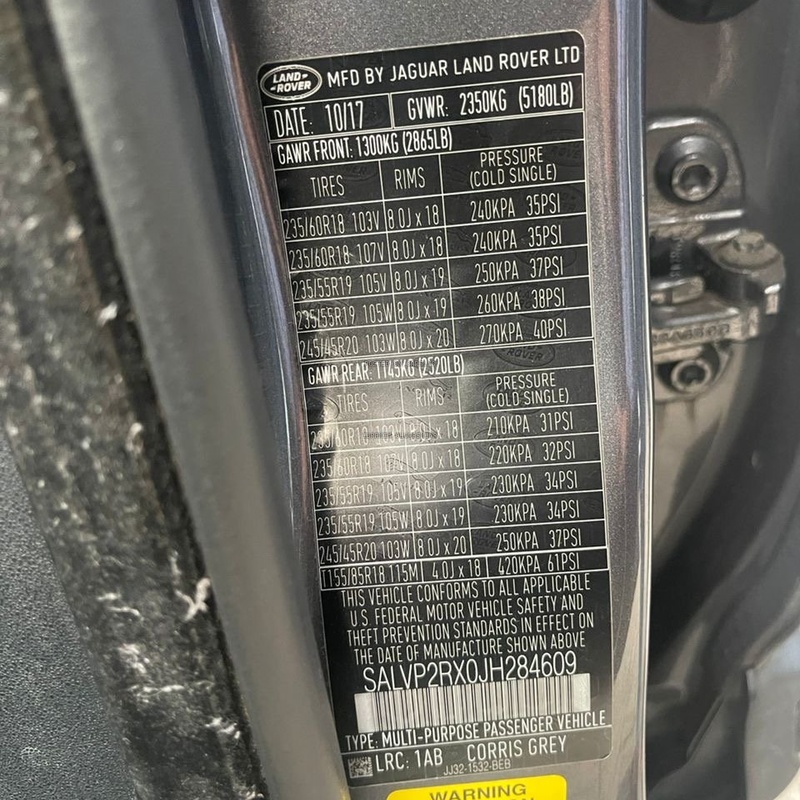 LAND-
-ROVER
MFD BY JAGUAR LAND ROVER LTD
DATE: 10/17 GVWR: 2350KG (5180LB)
GAWR FRONT: 1300KG (2865LB)
TIRES RIMS PRESSURE (COLD SINGLE)
235/60R18 103V 8.0J x 18 240KPA 35PSI
235/60R18 107V 8.0J x 18 240KPA 35PSI
235/55R19 105V 8.0J x 19 250KPA 37PSI
235/55R19 105W 8.0J x 19 260KPA 38PSI
245/45R20 103W 8.0J x 20 270KPA 40PSI
GAWR REAR: 1145KG (2520LB)
TIRES RIMS PRESSURE (COLD SINGLE)
235/60R18 103V 8.0J x 18 210KPA 31PSI
235/60R18 107V 8.0J x 18 220KPA 32PSI
235/55R19 105V 8.0J x 19 230KPA 34PSI
235/55R19 105W 8.0J x 19 230KPA 34PSI
245/45R20 103W 8.0J x 20 250KPA 37PSI
T155/85R18 115M 4.0J x 18 420KPA 61PSI
THIS VEHICLE CONFORMS TO ALL APPLICABLE
U.S. FEDERAL MOTOR VEHICLE SAFETY AND
THEFT PREVENTION STANDARDS IN EFFECT ON
THE DATE OF MANUFACTURE SHOWN ABOVE
SALVP2RX0JH284609
TYPE: MULTI-PURPOSE PASSENGER VEHICLE
LRC: 1AB CORRIS GREY
JJ32-1532-BEB
WARNING